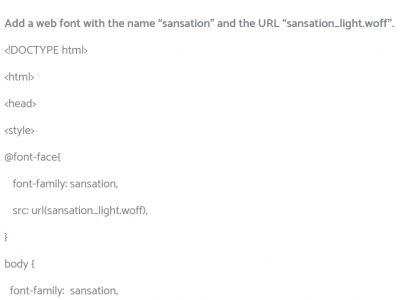 Add a web font with the name “sansation” and the URL “sansation_light.woff”.
<!DOCTYPE html>
<html>
<head>
<style>
@font-face{
font-family: sansation,
src: url(sansation_light.woff),
}
body {
font-family: sansation,